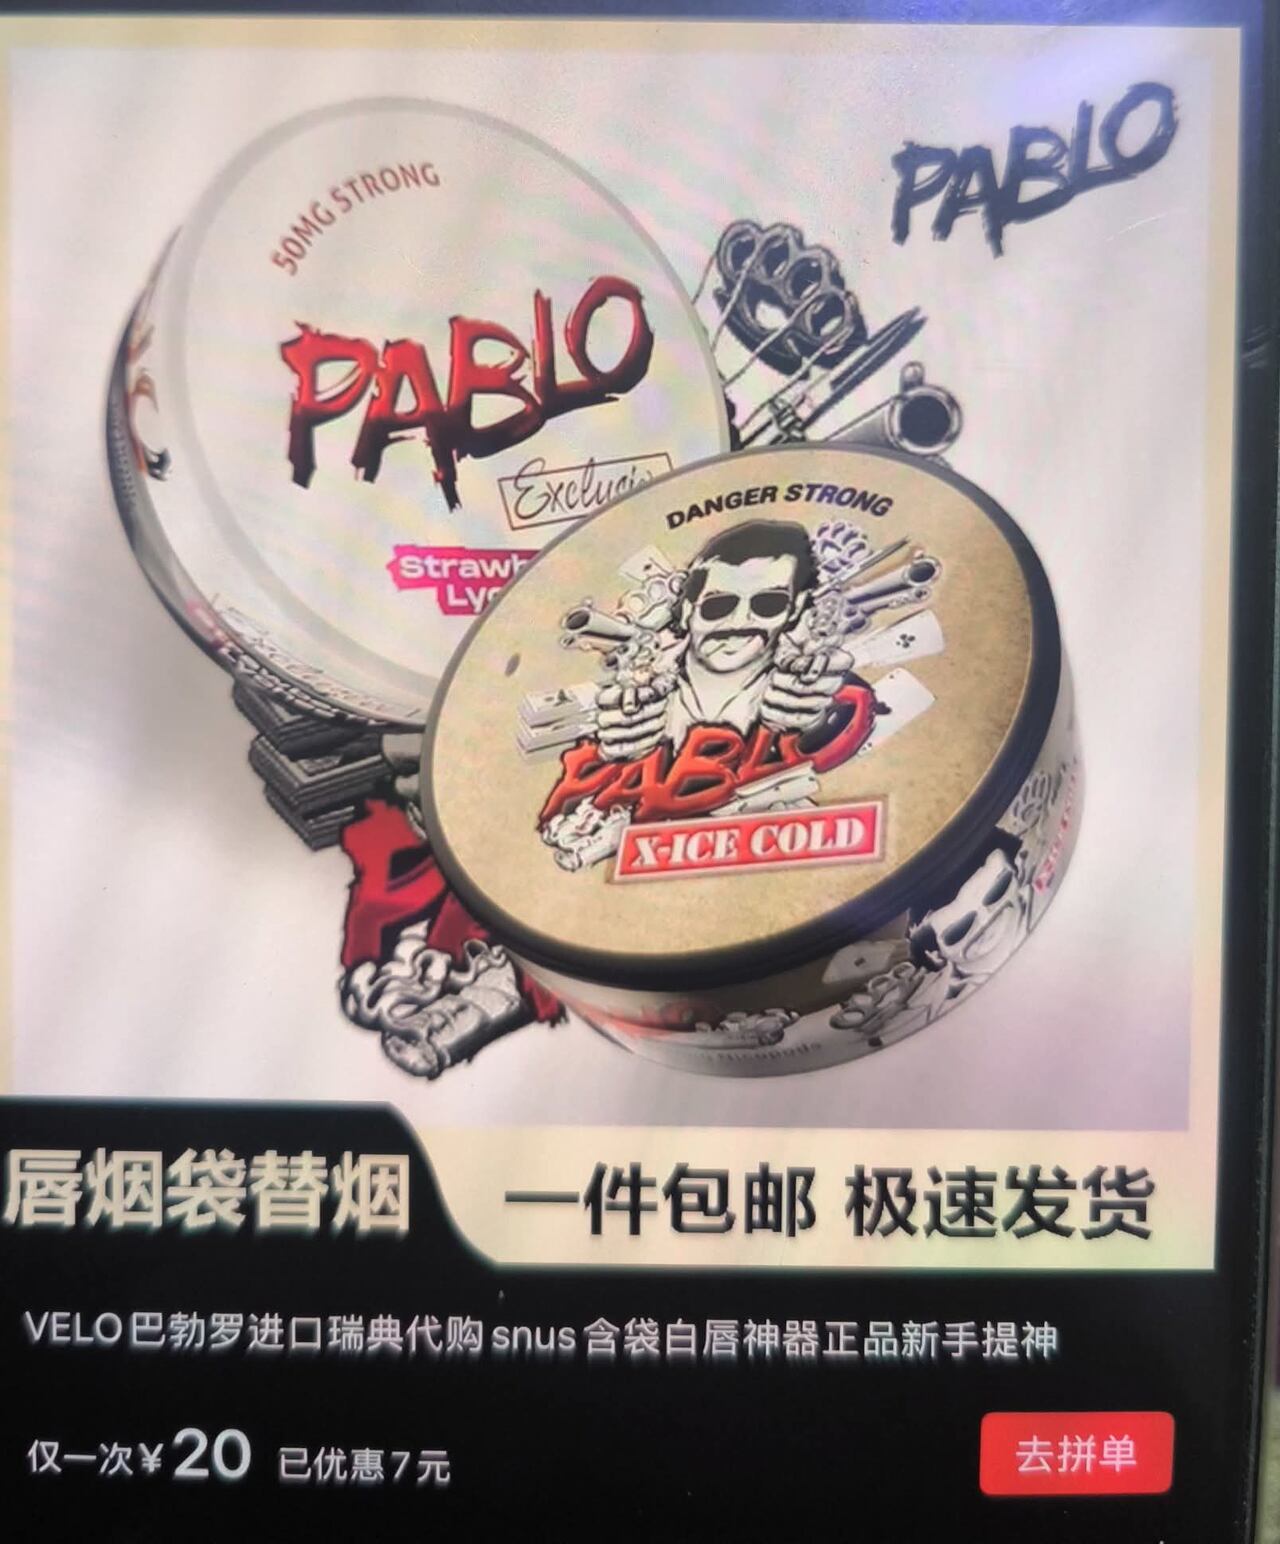 PABLO
50MG STRONG
PABLO
DANGER STRONG
PABLO
X-ICE COLD
唇烟袋替烟
一件包邮 极速发货
VELO巴勃罗进口瑞典代购snus含袋白唇神器正品新手提神
仅一次¥20 已优惠7元
去拼单